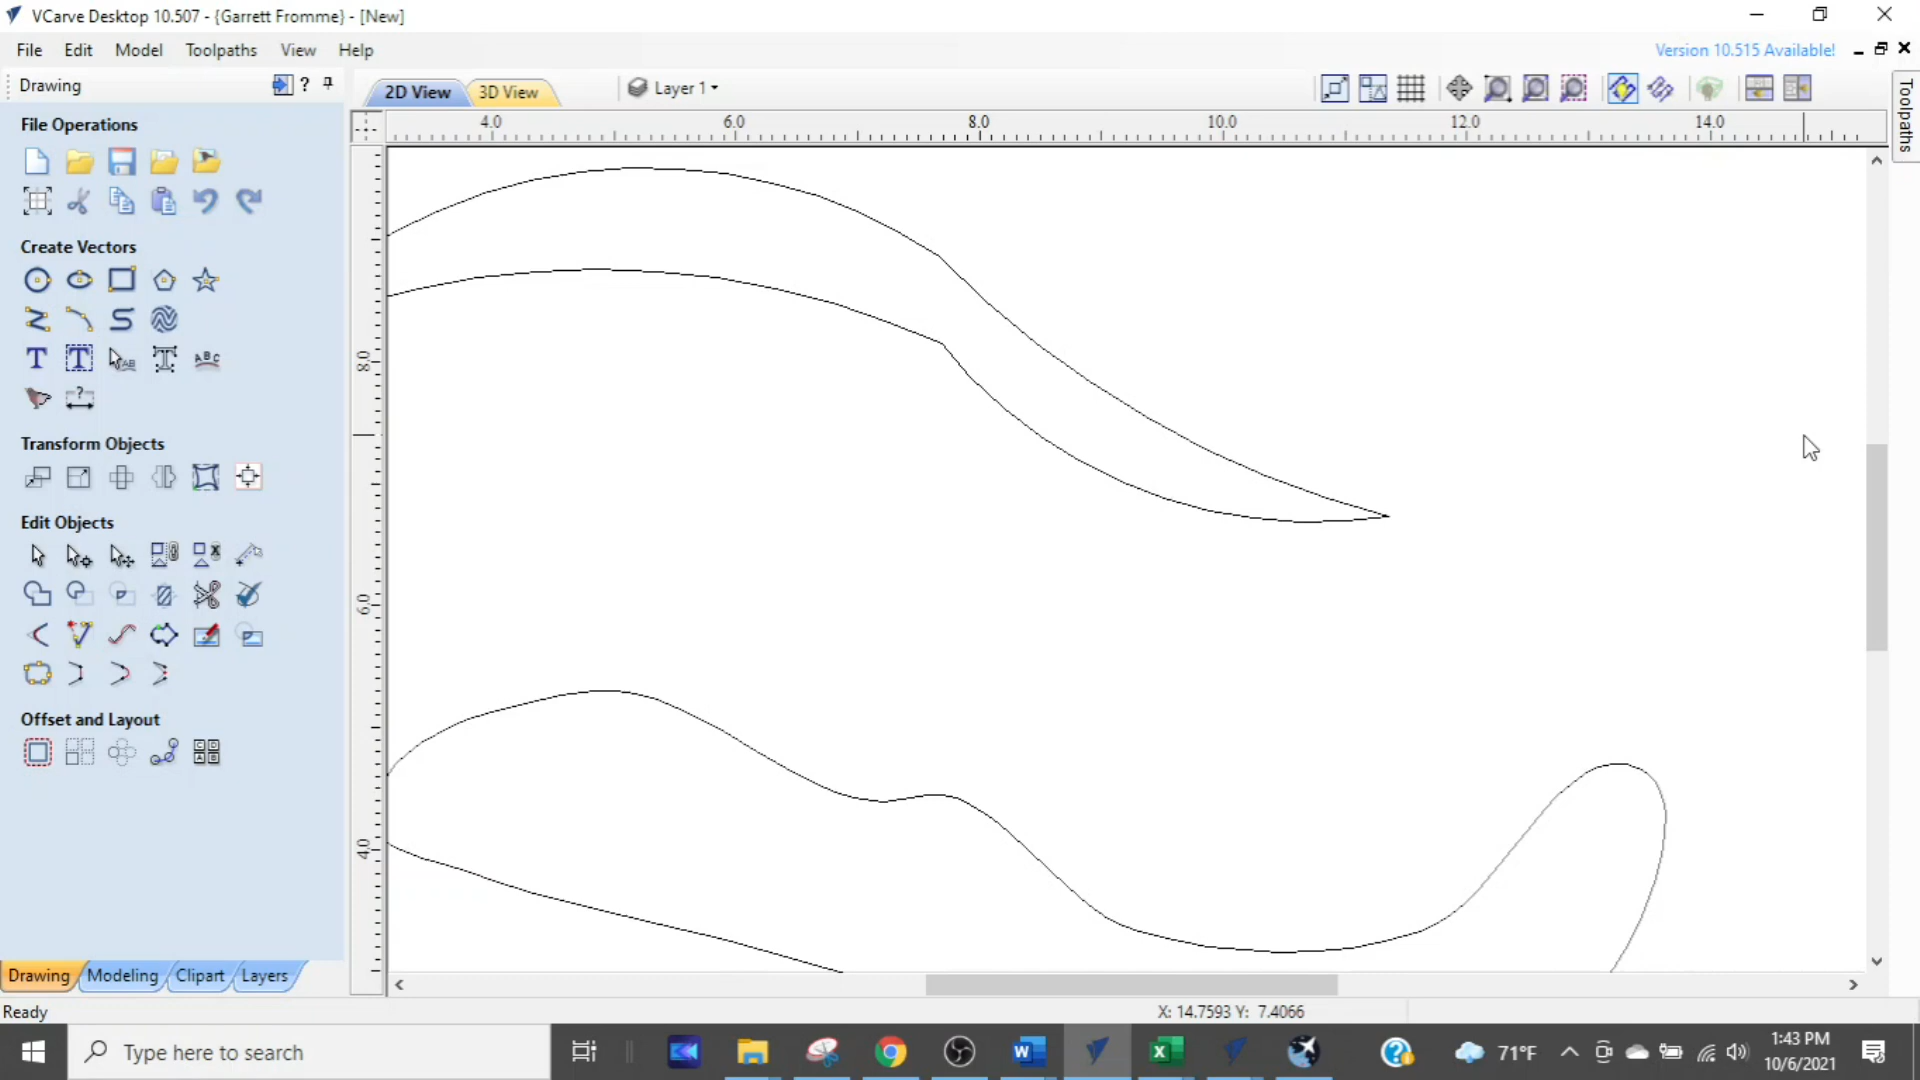 VCarve Desktop 10.507 - {Garrett Fromme} - [New]
File Edit Model Toolpaths View Help
Version 10.515 Available!
Drawing
2D View
3D View
Layer 1
Toolpaths
4.0 6.0 8.0 10.0 12.0 14.0
8.0
6.0
4.0
File Operations
Create Vectors
Transform Objects
Edit Objects
Offset and Layout
Drawing Modeling Clipart Layers
Ready
X: 14.7593 Y: 7.4066
Type here to search
71°F
1:43 PM
10/6/2021